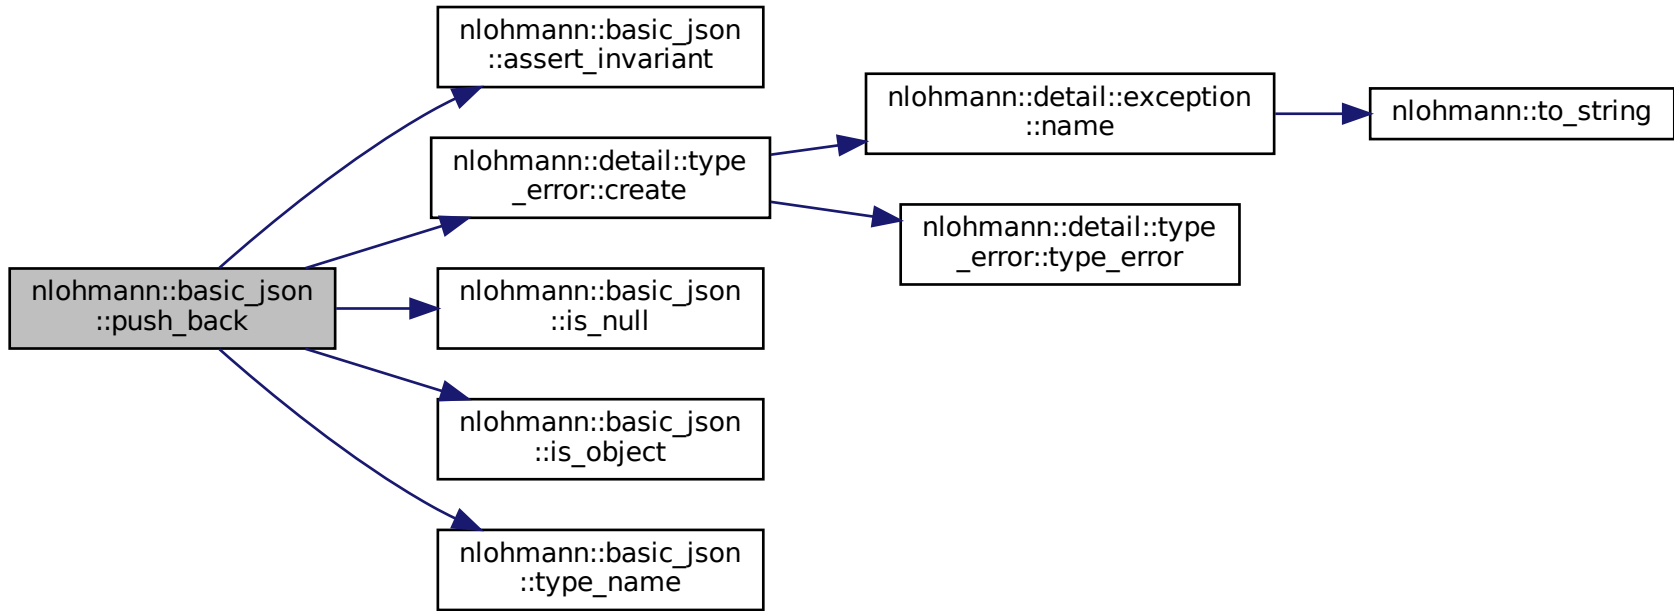 nlohmann::basic_json
::push_back
nlohmann::basic_json
::assert_invariant
nlohmann::detail::type
_error::create
nlohmann::basic_json
::is_null
nlohmann::basic_json
::is_object
nlohmann::basic_json
::type_name
nlohmann::detail::exception
::name
nlohmann::detail::type
_error::type_error
nlohmann::to_string